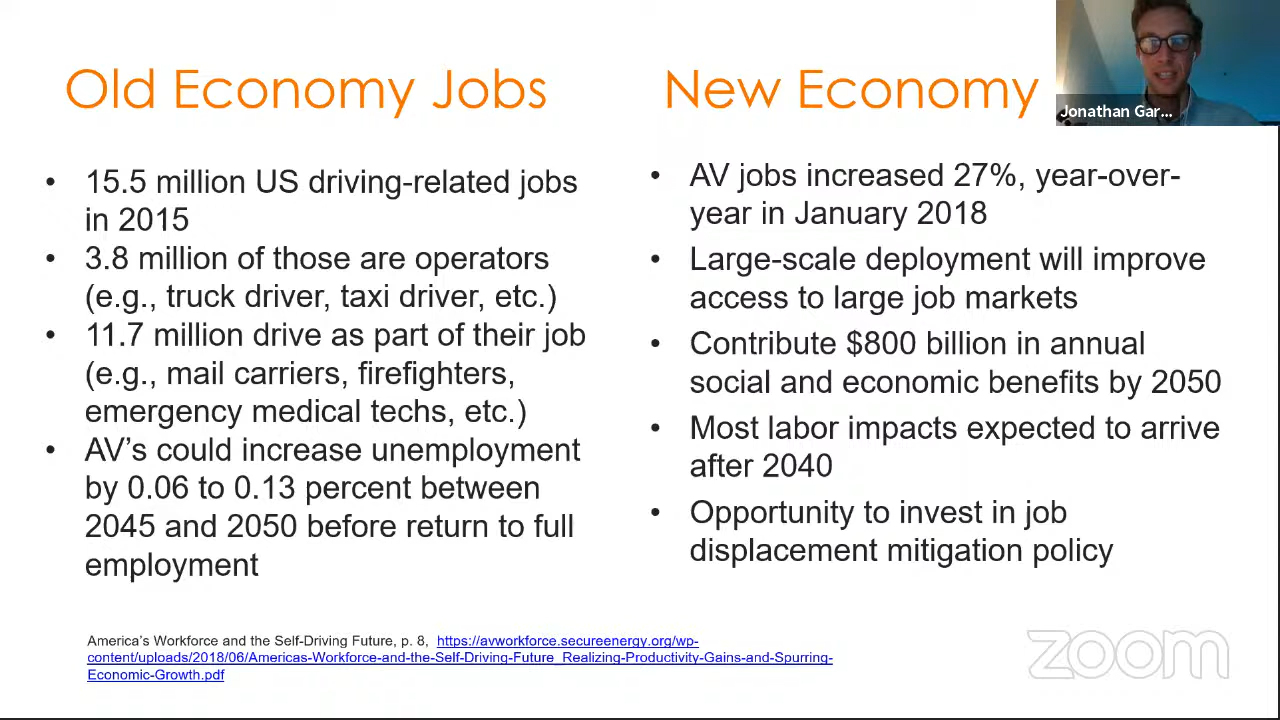 Old Economy Jobs
• 15.5 million US driving-related jobs
in 2015
• 3.8 million of those are operators
(e.g., truck driver, taxi driver, etc.)
• 11.7 million drive as part of their job
(e.g., mail carriers, firefighters,
emergency medical techs, etc.)
• AV's could increase unemployment
by 0.06 to 0.13 percent between
2045 and 2050 before return to full
employment
New Economy
• AV jobs increased 27%, year-over-
year in January 2018
• Large-scale deployment will improve
access to large job markets
• Contribute $800 billion in annual
social and economic benefits by 2050
• Most labor impacts expected to arrive
after 2040
• Opportunity to invest in job
displacement mitigation policy
Jonathan Gar...
America's Workforce and the Self-Driving Future, p. 8, https://avworkforce.secureenergy.org/wp-
content/uploads/2018/06/Americas-Workforce-and-the-Self-Driving-Future_Realizing-Productivity-Gains-and-Spurring-
Economic-Growth.pdf
zoom